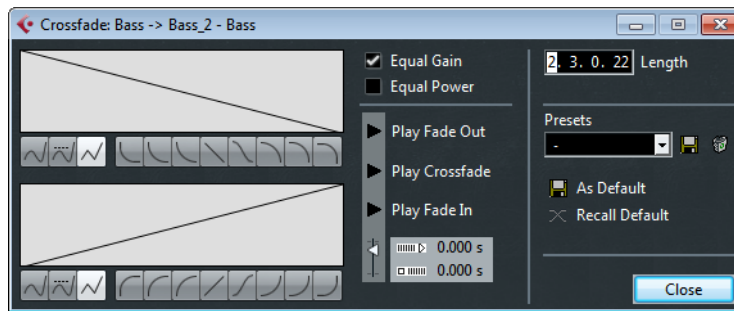 Crossfade: Bass -> Bass_2 - Bass
Equal Gain
Equal Power
2. 3. 0. 22 Length
Presets
-
Play Fade Out
Play Crossfade
Play Fade In
As Default
Recall Default
0.000 s
0.000 s
Close